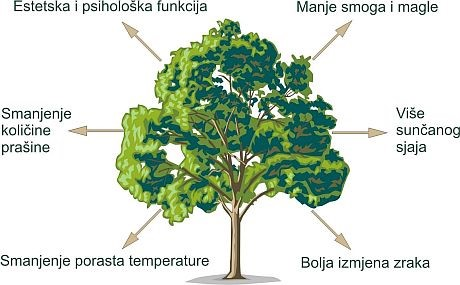 Estetska i psihološka funkcija
Manje smoga i magle
Smanjenje
količine
prašine
Više
sunčanog
sjaja
Smanjenje porasta temperature
Bolja izmjena zraka